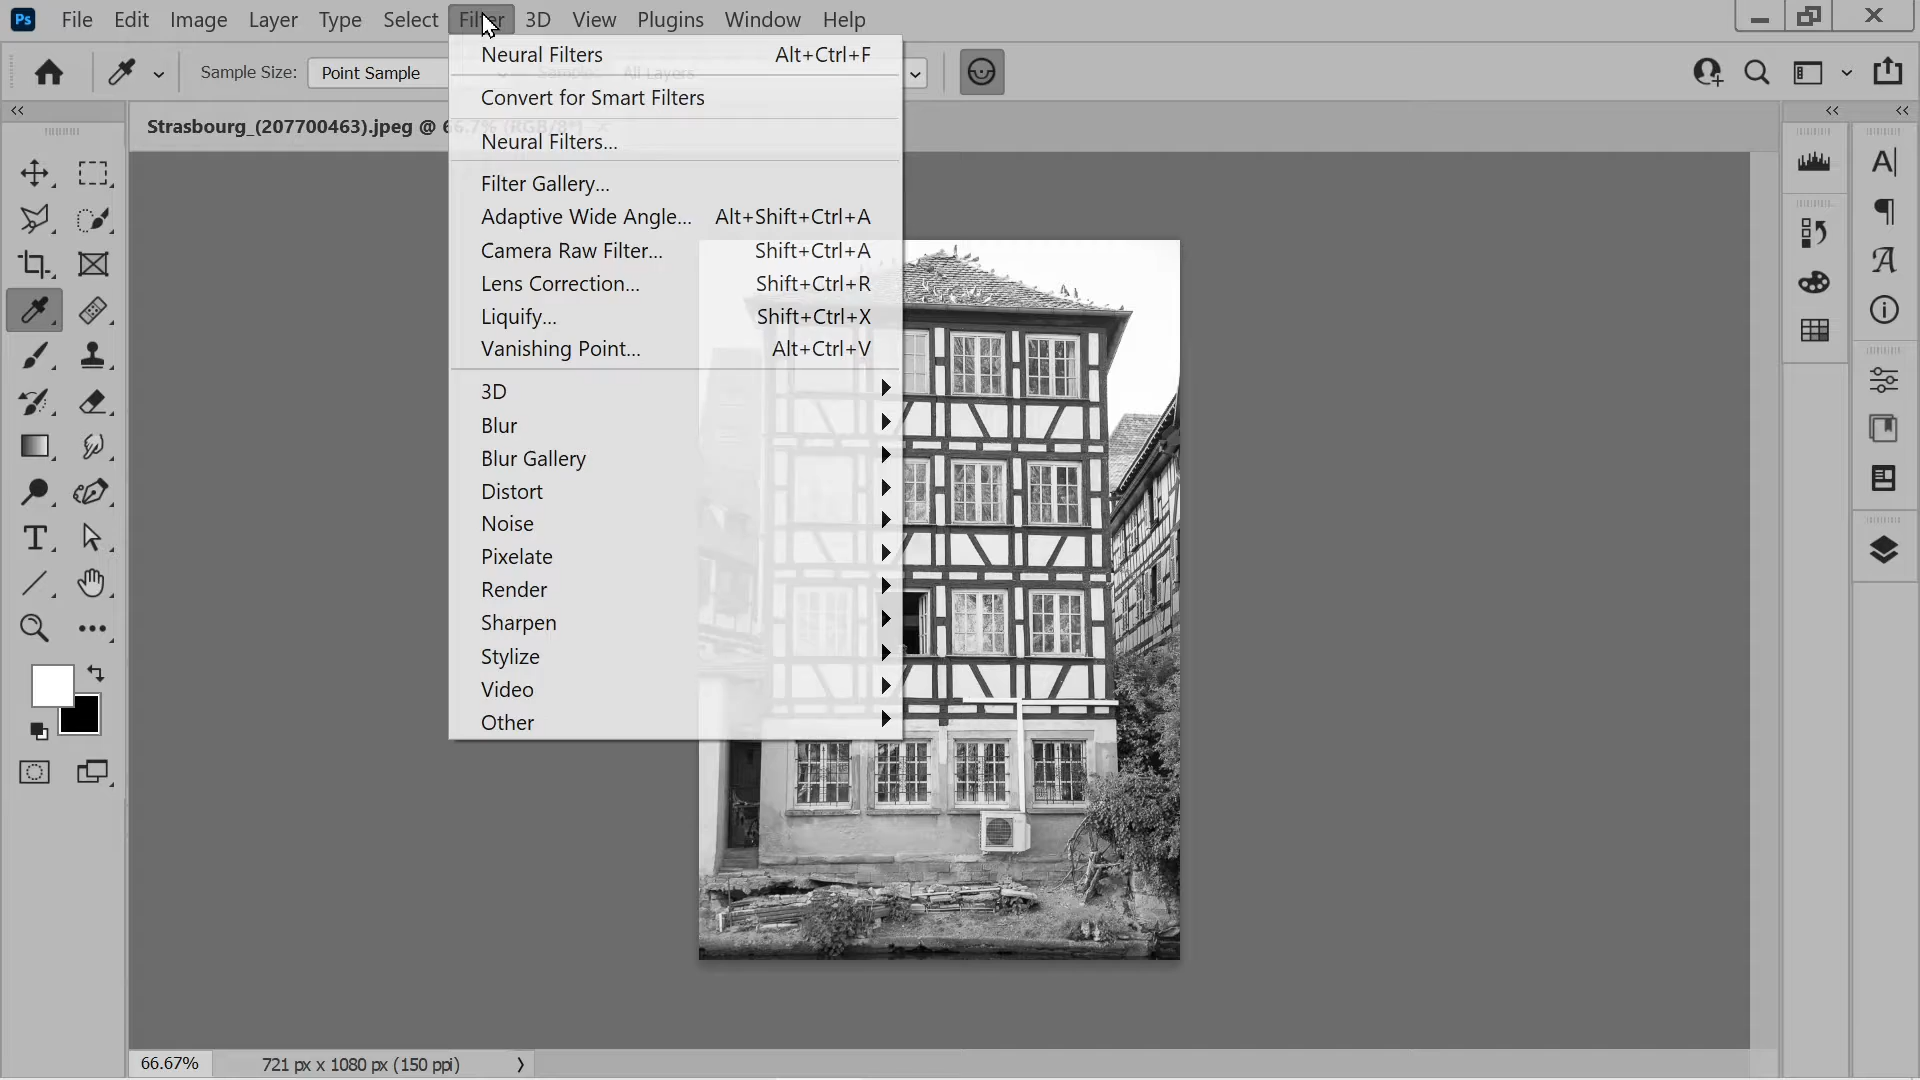 Ps File Edit Image Layer Type Select Filter 3D View Plugins Window Help
Sample Size: Point Sample Sample: All Layers
Strasbourg_(207700463).jpeg @ 66.7% (RGB/8*)
Neural Filters Alt+Ctrl+F
Convert for Smart Filters
Neural Filters...
Filter Gallery...
Adaptive Wide Angle... Alt+Shift+Ctrl+A
Camera Raw Filter... Shift+Ctrl+A
Lens Correction... Shift+Ctrl+R
Liquify... Shift+Ctrl+X
Vanishing Point... Alt+Ctrl+V
3D
Blur
Blur Gallery
Distort
Noise
Pixelate
Render
Sharpen
Stylize
Video
Other
66.67% 721 px x 1080 px (150 ppi)